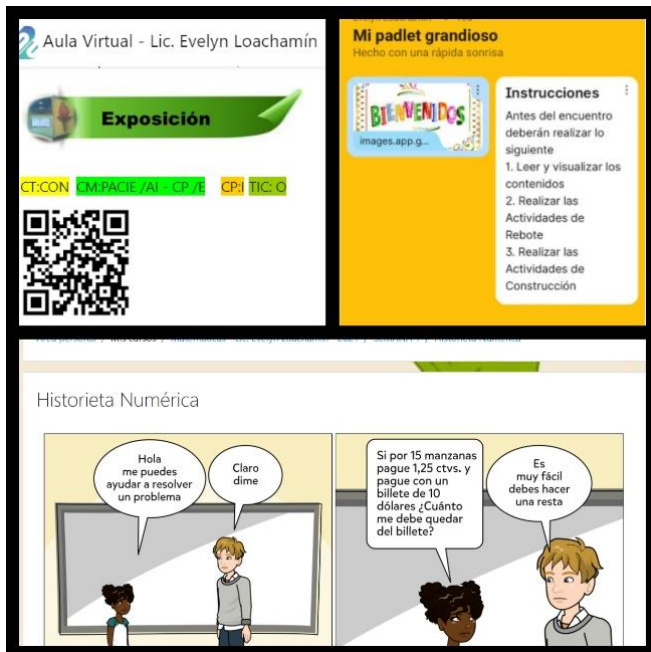 Aula Virtual - Lic. Evelyn Loachamín
Exposición
CT:CON CM:PACIE /AI - CP /E CP:I TIC: O
Mi padlet grandioso
Hecho con una rápida sonrisa
BIENVENIDOS
images.app.g...
Instrucciones
Antes del encuentro
deberán realizar lo
siguiente
1. Leer y visualizar los
contenidos
2. Realizar las
Actividades de
Rebote
3. Realizar las
Actividades de
Construcción
Historieta Numérica
Hola
me puedes
ayudar a resolver
un problema
Claro
dime
Si por 15 manzanas
pague 1,25 ctvs. y
pague con un
billete de 10
dólares ¿Cuánto
me debe quedar
del billete?
Es
muy fácil
debes hacer
una resta